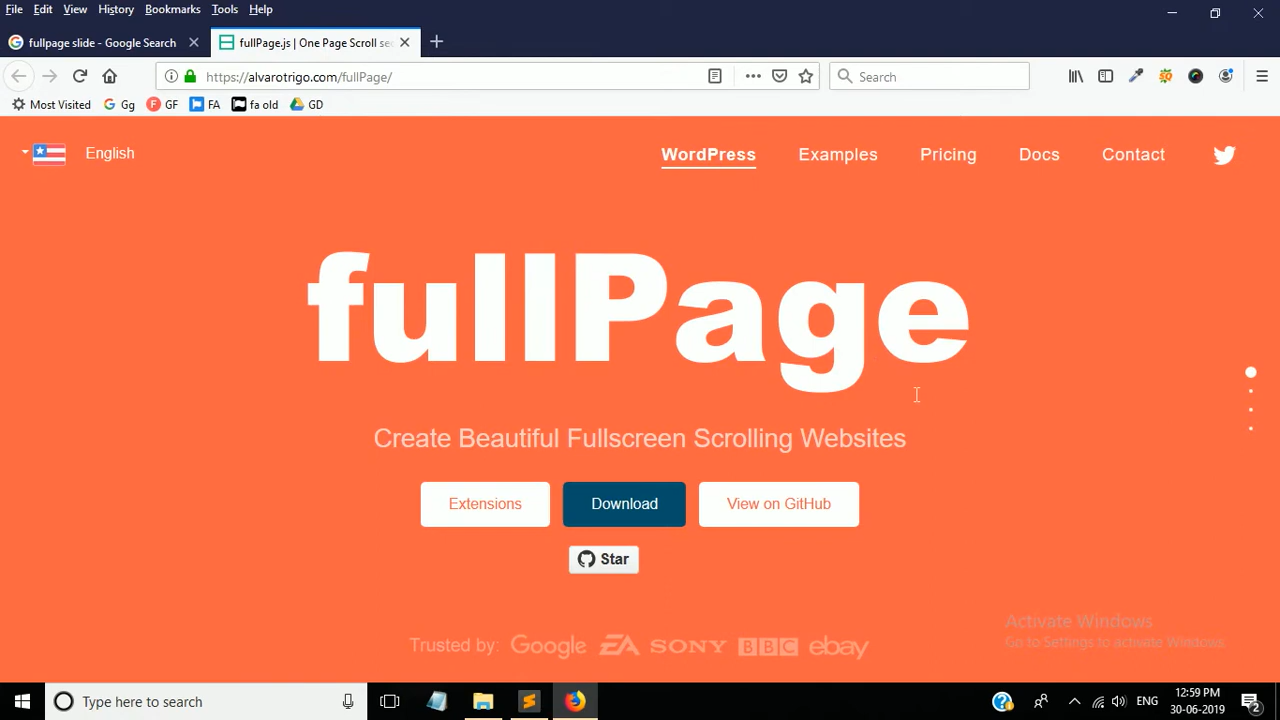 File Edit View History Bookmarks Tools Help
fullpage slide - Google Search
fullPage.js | One Page Scroll sec
https://alvarotrigo.com/fullPage/
Search
Most Visited Gg GF FA fa old GD
English
WordPress Examples Pricing Docs Contact
fullPage
Create Beautiful Fullscreen Scrolling Websites
Extensions Download View on GitHub
Star
Trusted by: Google EA SONY BBC ebay
Activate Windows
Go to Settings to activate Windows.
Type here to search
ENG
12:59 PM
30-06-2019
2